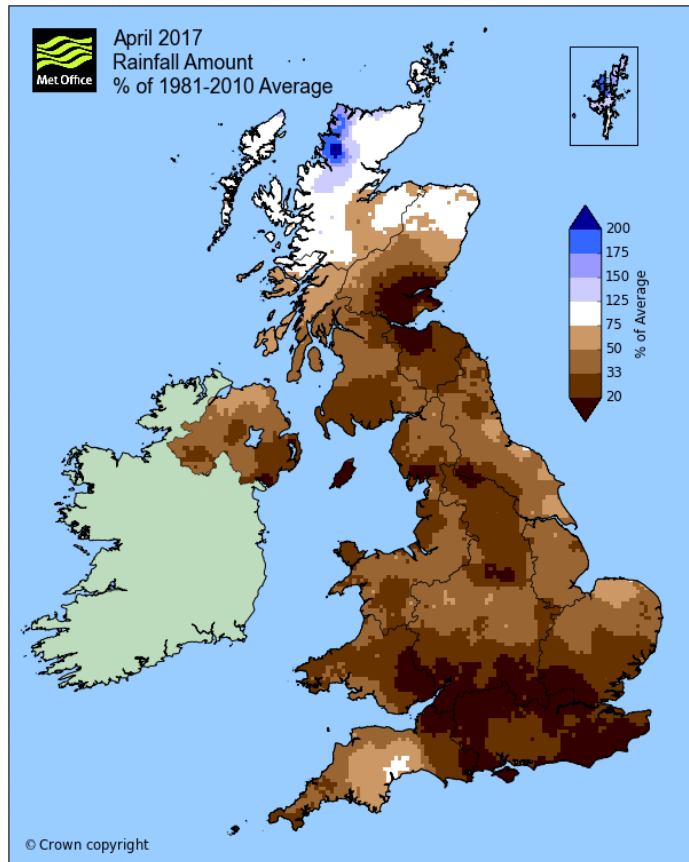 Met Office
April 2017
Rainfall Amount
% of 1981-2010 Average
200
175
150
125
75
50
33
20
% of Average
© Crown copyright